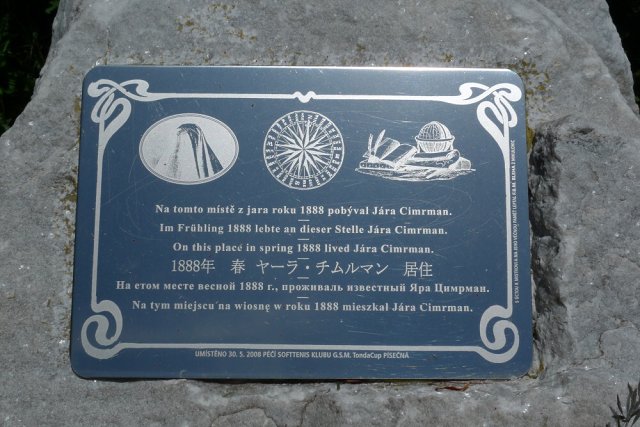 Na tomto místě z jara roku 1888 pobýval Jára Cimrman.
Im Frühling 1888 lebte an dieser Stelle Jára Cimrman.
On this place in spring 1888 lived Jára Cimrman.
1888年 春 ヤーラ・チムルマン 居住
На етом месте весной 1888 г., проживаль известный Яра Цимрман.
Na tym miejscu na wiosnę w roku 1888 mieszkał Jára Cimrman.
UMÍSTĚNO 30. 5. 2008 PÉČÍ SOFTTENIS KLUBU G.S.M. TondaCup PÍSEČNÁ